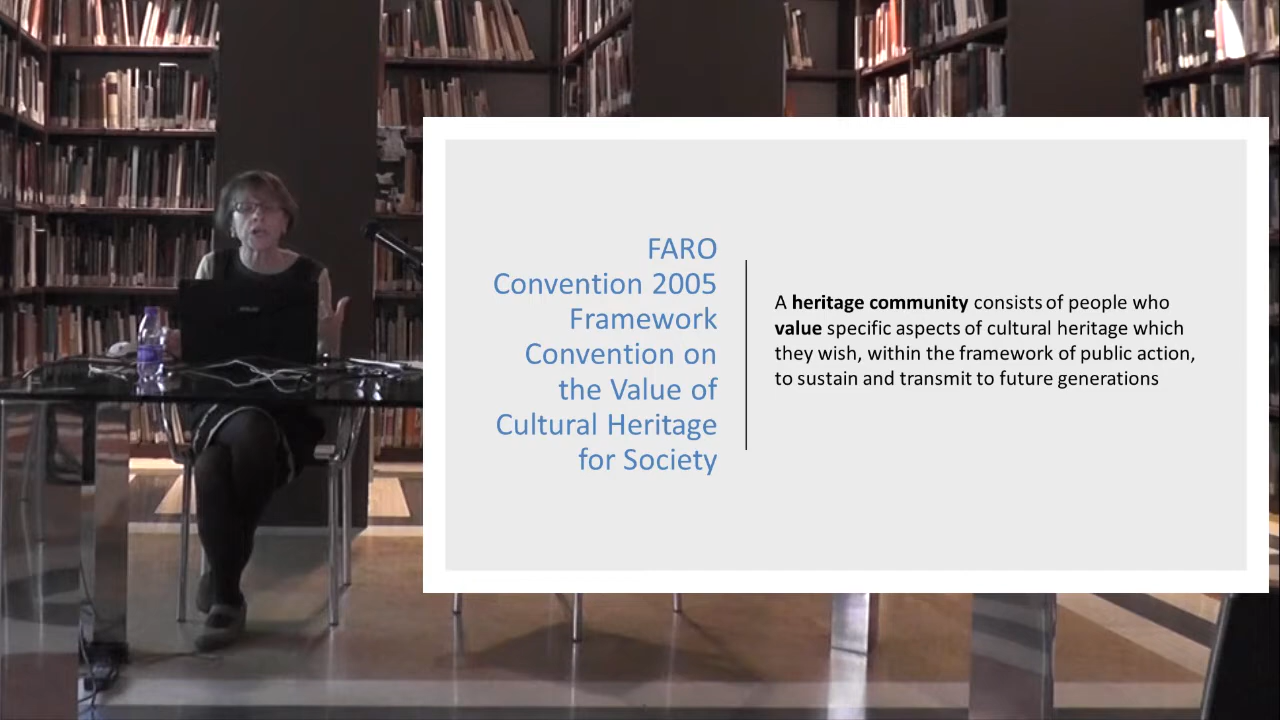 FARO
Convention 2005
Framework
Convention on
the Value of
Cultural Heritage
for Society
A heritage community consists of people who
value specific aspects of cultural heritage which
they wish, within the framework of public action,
to sustain and transmit to future generations